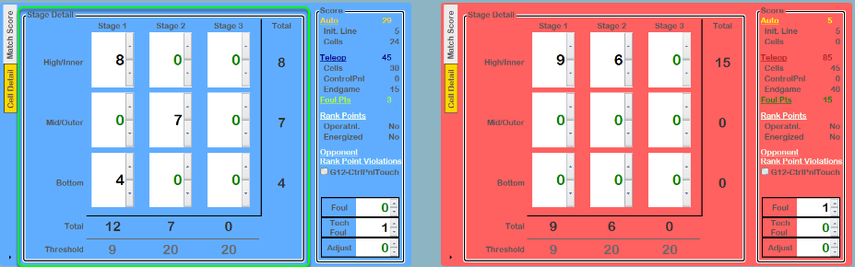 Match Score
Cell Detail
Stage Detail
Stage 1 Stage 2 Stage 3 Total
High/Inner 8 0 0 8
Mid/Outer 0 7 0 7
Bottom 4 0 0 4
Total 12 7 0
Threshold 9 20 20
Score
Auto 29
Init. Line 5
Cells 24
Teleop 45
Cells 30
ControlPnl 0
Endgame 15
Foul Pts 3
Rank Points
Operatnl. No
Energized No
Opponent
Rank Point Violations
G12-CtrlPnlTouch
Foul 0
Tech Foul 1
Adjust 0
Match Score
Cell Detail
Stage Detail
Stage 1 Stage 2 Stage 3 Total
High/Inner 9 6 0 15
Mid/Outer 0 0 0 0
Bottom 0 0 0 0
Total 9 6 0
Threshold 9 20 20
Score
Auto 5
Init. Line 5
Cells 0
Teleop 85
Cells 45
ControlPnl 0
Endgame 40
Foul Pts 15
Rank Points
Operatnl. No
Energized No
Opponent
Rank Point Violations
G12-CtrlPnlTouch
Foul 1
Tech Foul 0
Adjust 0